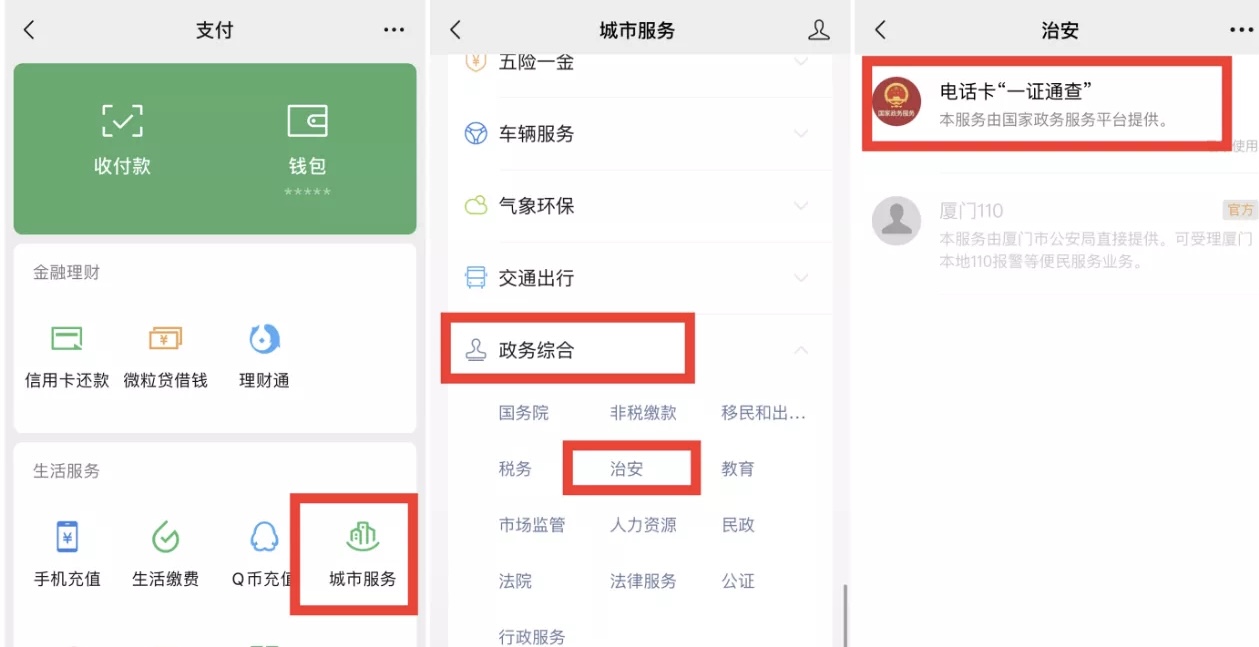 支付
收付款
钱包
*****
金融理财
信用卡还款
微粒贷借钱
理财通
生活服务
手机充值
生活缴费
Q币充值
城市服务
城市服务
五险一金
车辆服务
气象环保
交通出行
政务综合
国务院
非税缴款
移民和出...
税务
治安
教育
市场监管
人力资源
民政
法院
法律服务
公证
行政服务
治安
国家政务服务
电话卡“一证通查”
本服务由国家政务服务平台提供。
使用
厦门110
官方
本服务由厦门市公安局直接提供。可受理厦门
本地110报警等便民服务业务。